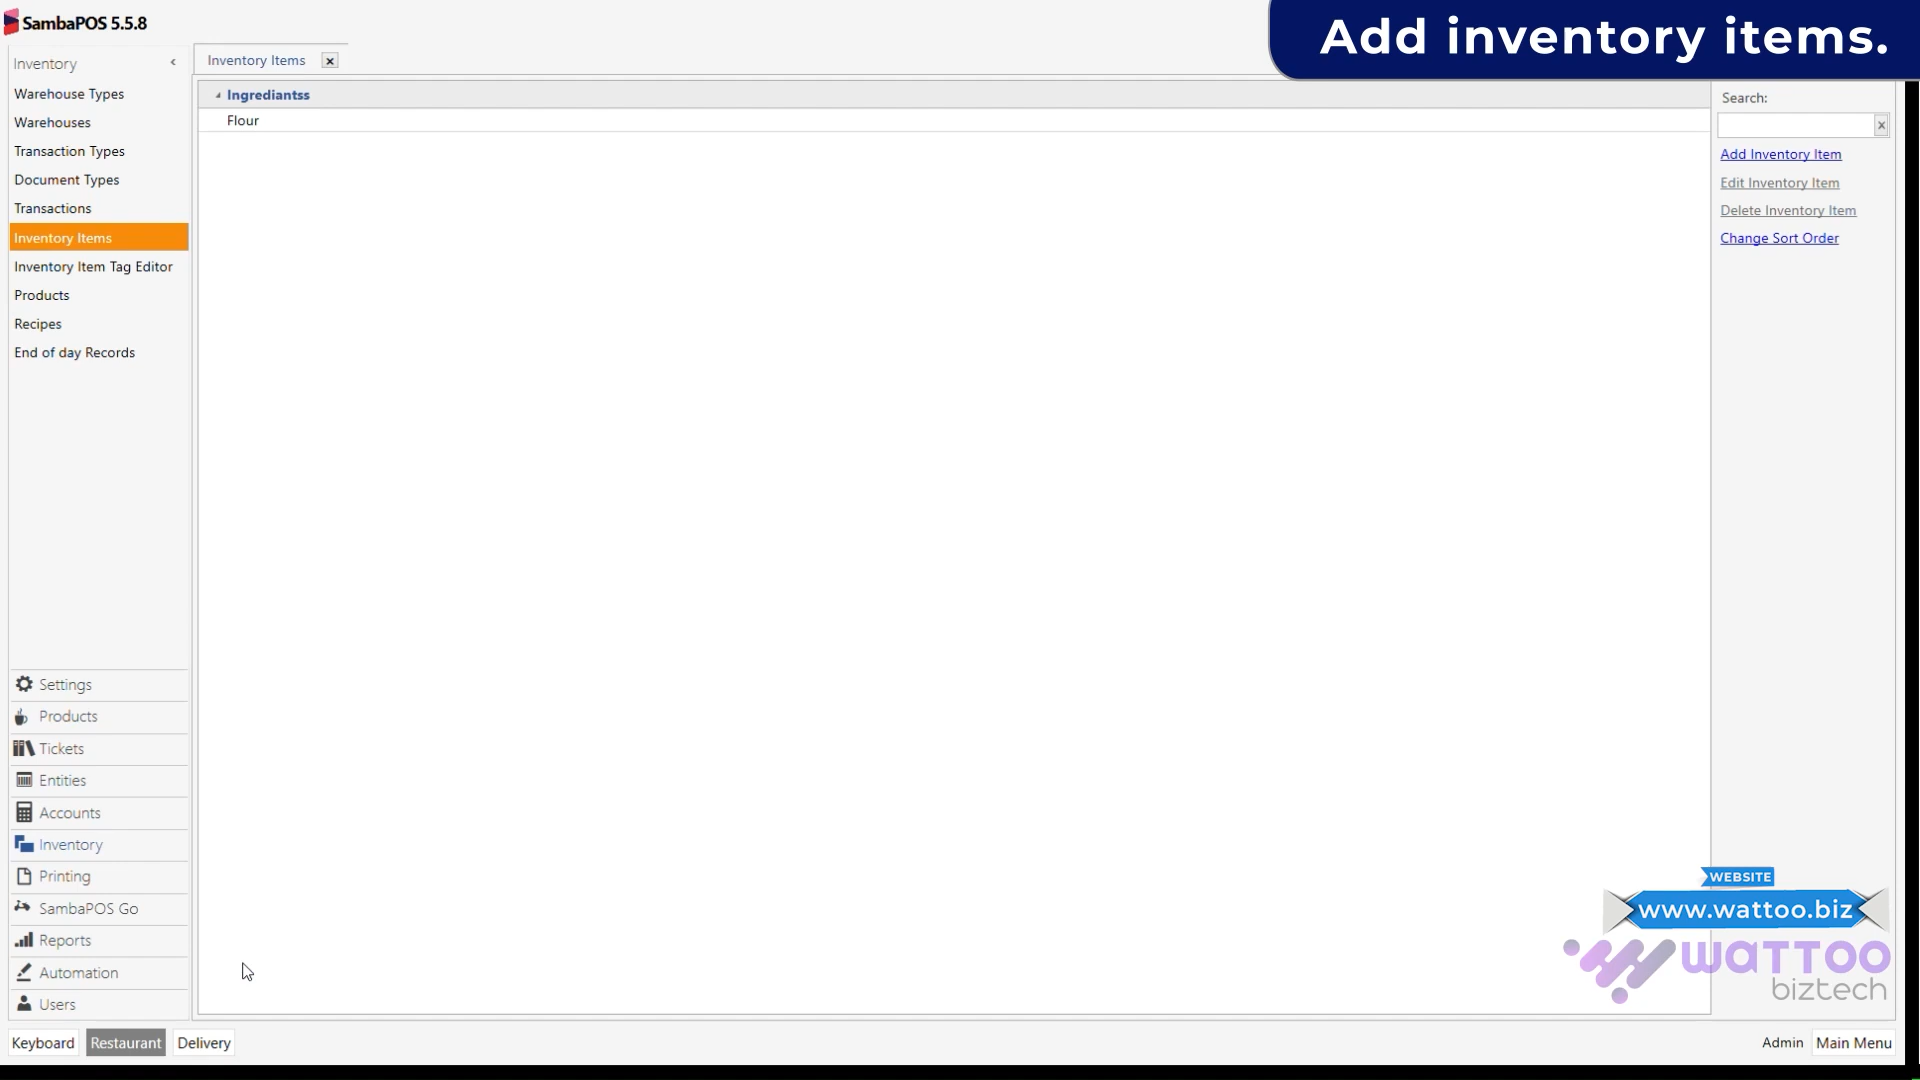 SambaPOS 5.5.8
Add inventory items.
Inventory
Warehouse Types
Warehouses
Transaction Types
Document Types
Transactions
Inventory Items
Inventory Item Tag Editor
Products
Recipes
End of day Records
Settings
Products
Tickets
Entities
Accounts
Inventory
Printing
SambaPOS Go
Reports
Automation
Users
Inventory Items
Ingrediantss
Flour
Search:
Add Inventory Item
Edit Inventory Item
Delete Inventory Item
Change Sort Order
WEBSITE
www.wattoo.biz
WATTOO
biztech
Keyboard Restaurant Delivery
Admin Main Menu